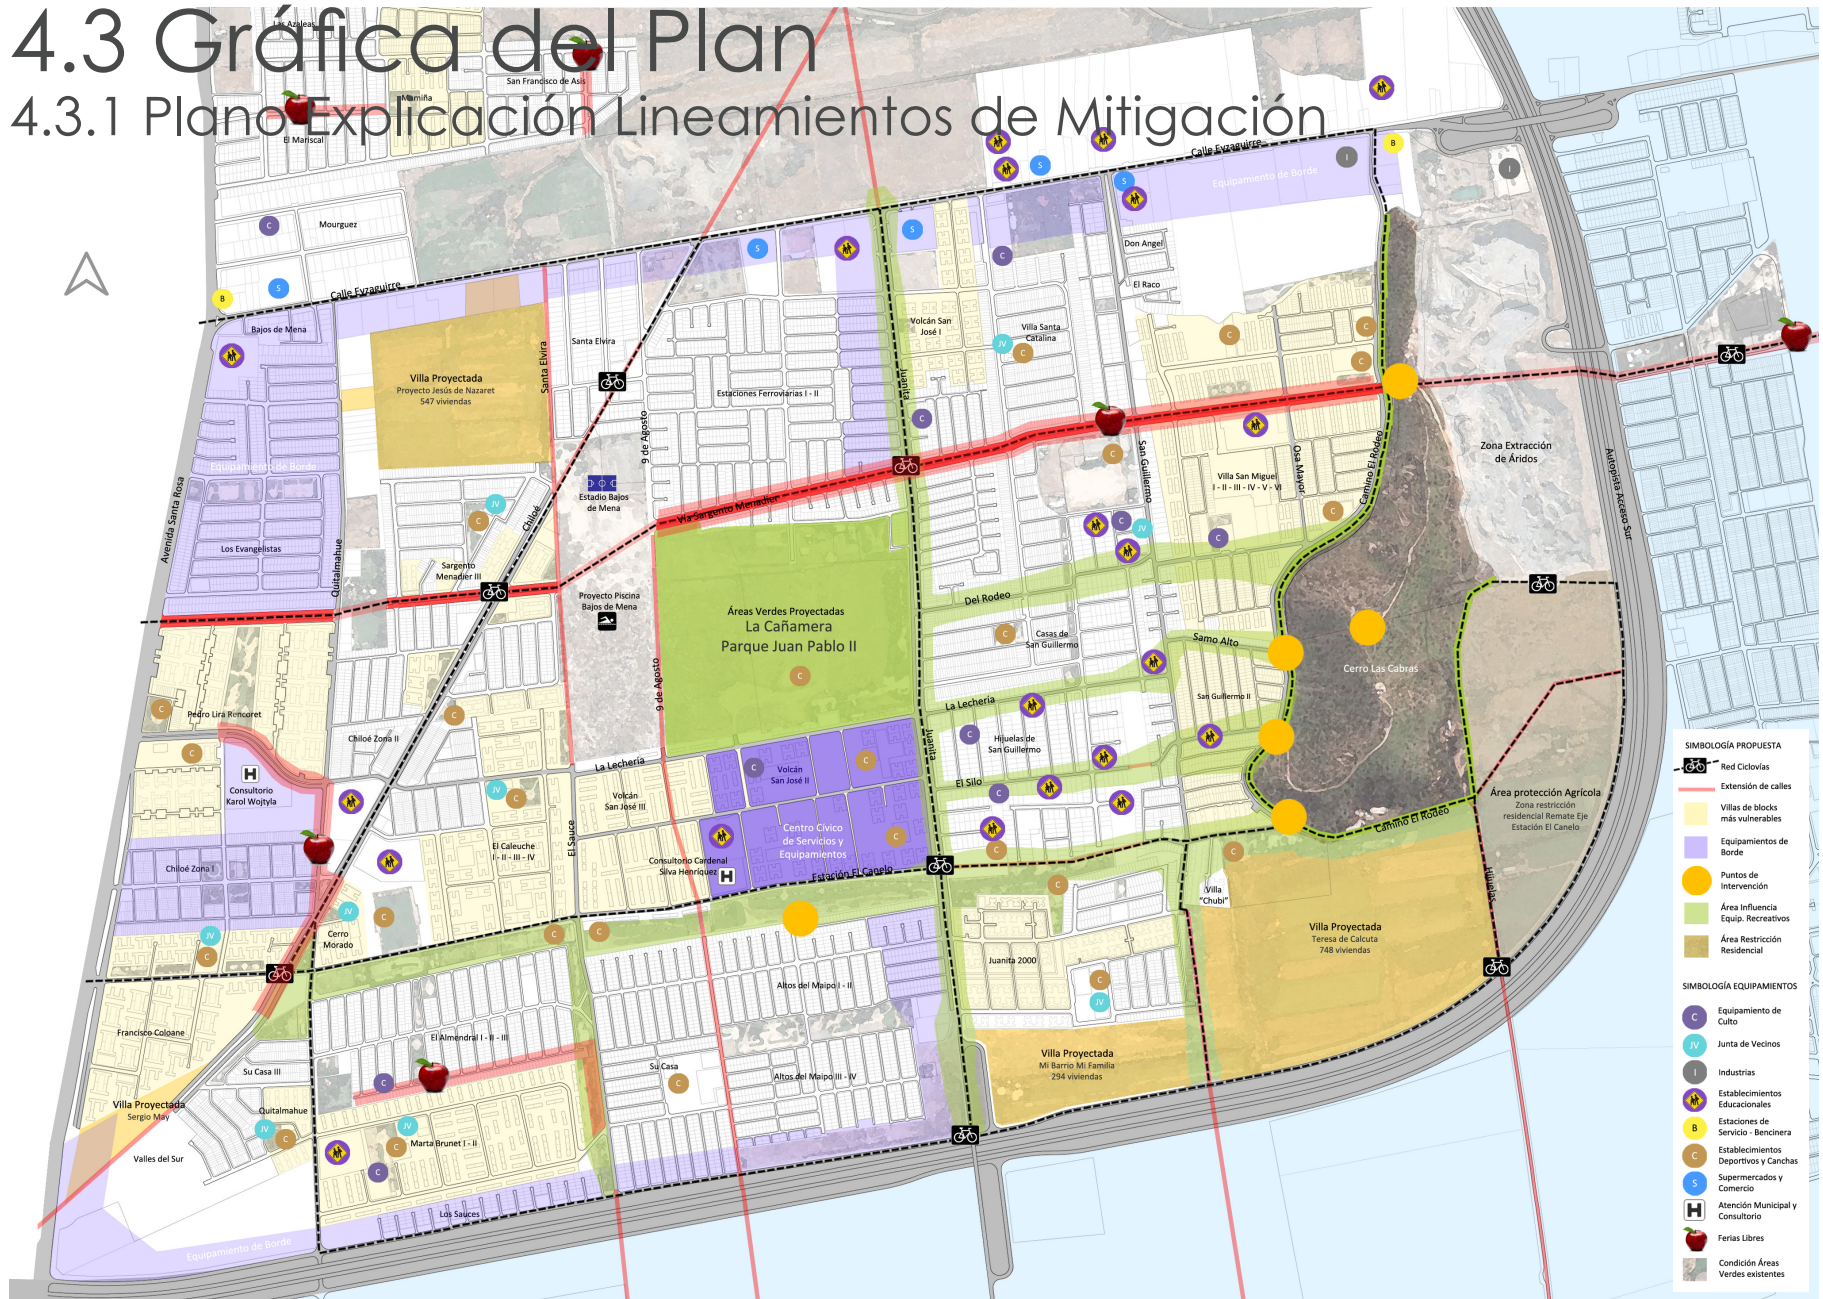 4.3 Gráfica del Plan
4.3.1 Plano Explicación Lineamientos de Mitigación
Las Azaleas
San Francisco de Asis
Mamiña
El Mariscal
Mourguez
Calle Eyzaguirre
Calle Eyzaguirre
Equipamiento de Borde
Bajos de Mena
Don Angel
El Raco
Santa Elvira
Santa Elvira
Volcán San
José I
Villa Santa
Catalina
Villa Proyectada
Proyecto Jesús de Nazaret
547 viviendas
Estaciones Ferroviarias I - II
Juanita
9 de Agosto
Equipamiento de Borde
Avenida Santa Rosa
Quitalmahue
Chiloé
Los Evangelistas
Estadio Bajos
de Mena
Vía Sargento Menadier
San Guillermo
Osa Mayor
Camino El Rodeo
Villa San Miguel
I - II - III - IV - V - VI
Zona Extracción
de Áridos
Autopista Acceso Sur
Sargento
Menadier III
Proyecto Piscina
Bajos de Mena
Áreas Verdes Proyectadas
La Cañamera
Parque Juan Pablo II
Del Rodeo
Casas de
San Guillermo
Samo Alto
Cerro Las Cabras
9 de Agosto
San Guillermo II
La Lechería
Pedro Lira Rencoret
Chiloé Zona II
Juanita
Hijuelas de
San Guillermo
La Lechería
Volcán
San José II
El Silo
Consultorio
Karol Wojtyla
Volcán
San José III
Área protección Agrícola
Zona restricción
residencial Remate Eje
Estación El Canelo
Camino El Rodeo
Centro Cívico
de Servicios y
Equipamientos
El Sauce
El Caleuche
I - II - III - IV
Consultorio Cardenal
Silva Henríquez
Estación El Canelo
Chiloé Zona I
Villa
"Chubi"
Hijuelas
Cerro
Morado
Villa Proyectada
Teresa de Calcuta
748 viviendas
Juanita 2000
Altos del Maipo I - II
Francisco Coloane
El Almendral I - II - III
Su Casa III
Su Casa
Altos del Maipo III - IV
Villa Proyectada
Mi Barrio Mi Familia
294 viviendas
Villa Proyectada
Sergio May
Quitalmahue
Marta Brunet I - II
Valles del Sur
Los Sauces
Equipamiento de Borde
SIMBOLOGÍA PROPUESTA
Red Ciclovías
Extensión de calles
Villas de blocks
más vulnerables
Equipamientos de
Borde
Puntos de
Intervención
Área Influencia
Equip. Recreativos
Área Restricción
Residencial
SIMBOLOGÍA EQUIPAMIENTOS
C Equipamiento de
Culto
JV Junta de Vecinos
I Industrias
Establecimientos
Educacionales
B Estaciones de
Servicio - Bencinera
C Establecimientos
Deportivos y Canchas
S Supermercados y
Comercio
H Atención Municipal y
Consultorio
Ferias Libres
Condición Áreas
Verdes existentes